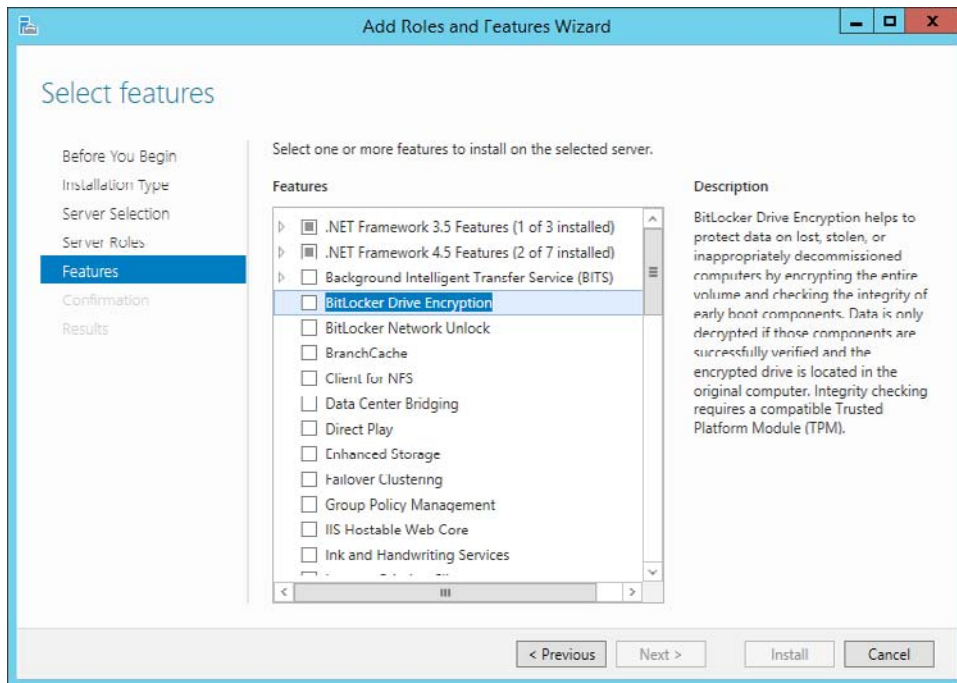 Add Roles and Features Wizard
Select features
Before You Begin
Installation Type
Server Selection
Server Roles
Features
Confirmation
Results
Select one or more features to install on the selected server.
Features
.NET Framework 3.5 Features (1 of 3 installed)
.NET Framework 4.5 Features (2 of 7 installed)
Background Intelligent Transfer Service (BITS)
BitLocker Drive Encryption
BitLocker Network Unlock
BranchCache
Client for NFS
Data Center Bridging
Direct Play
Enhanced Storage
Failover Clustering
Group Policy Management
IIS Hostable Web Core
Ink and Handwriting Services
Description
BitLocker Drive Encryption helps to
protect data on lost, stolen, or
inappropriately decommissioned
computers by encrypting the entire
volume and checking the integrity of
early boot components. Data is only
decrypted if those components are
successfully verified and the
encrypted drive is located in the
original computer. Integrity checking
requires a compatible Trusted
Platform Module (TPM).
< Previous
Next >
Install
Cancel